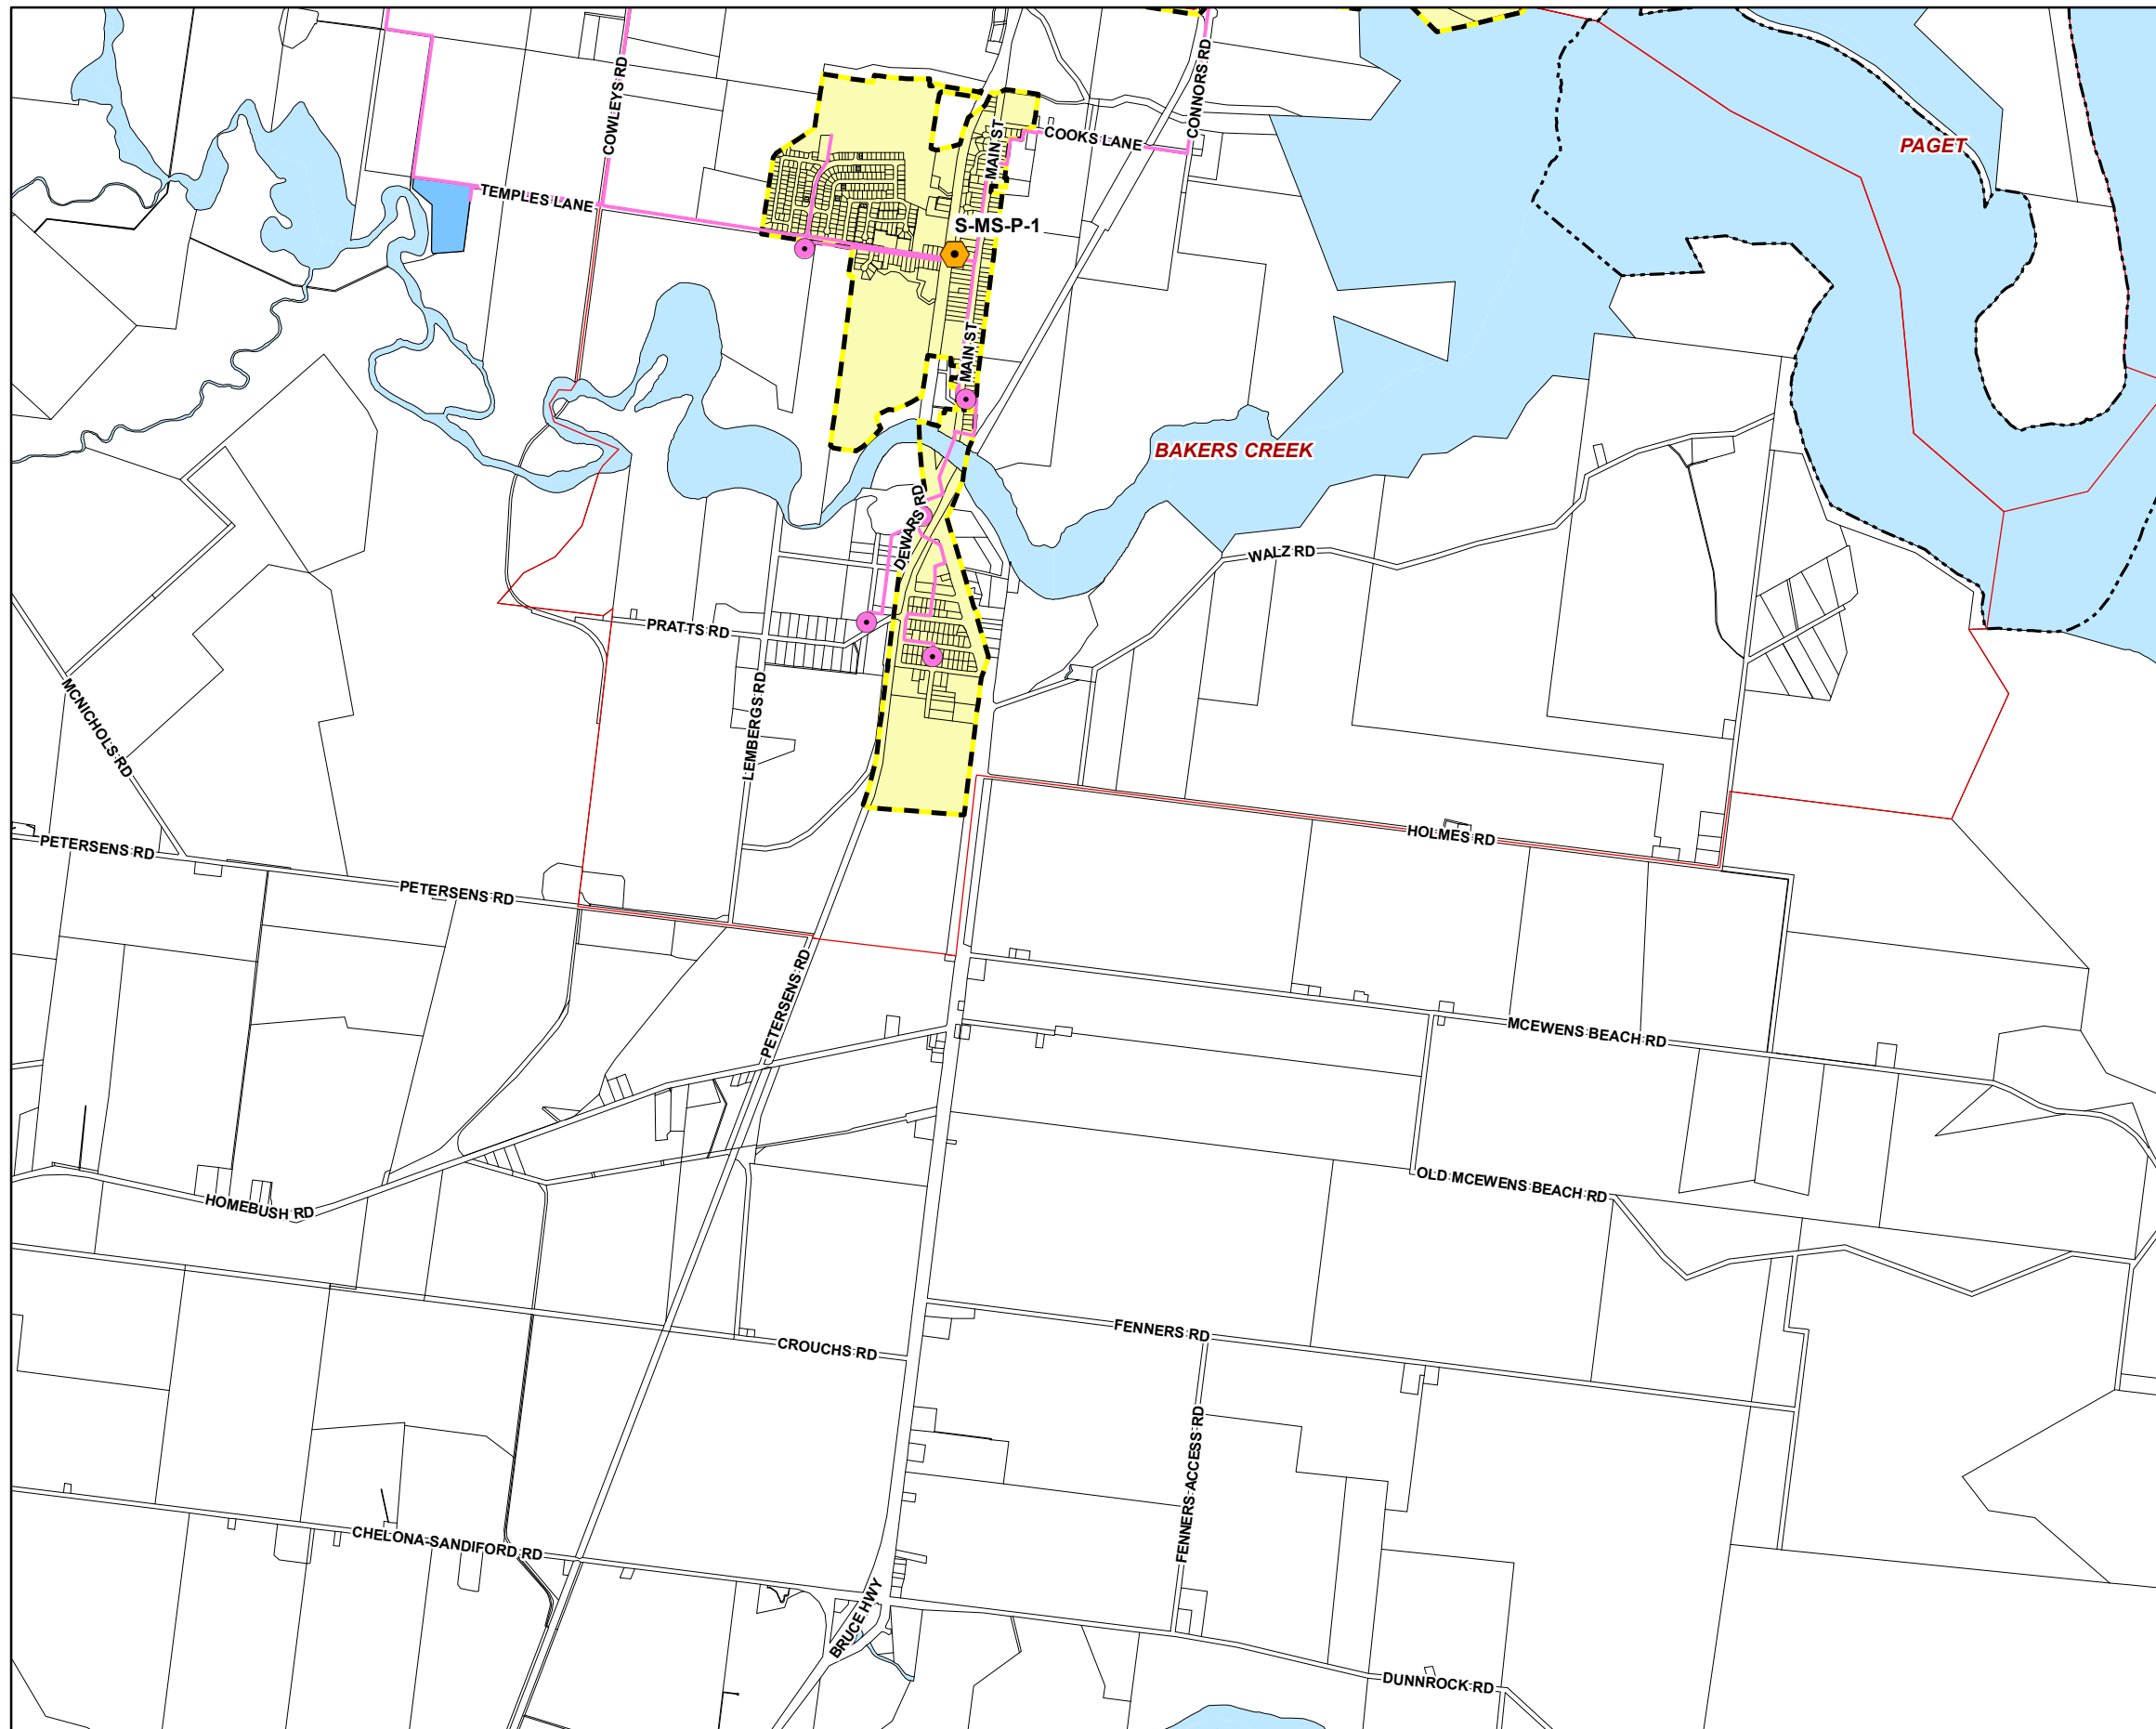 COWLEYS RD
MAIN ST
COOKS LANE
CONNORS RD
PAGET
TEMPLES LANE
S-MS-P-1
MAIN ST
BAKERS CREEK
DEWARS RD
WALZ RD
PRATTS RD
LEMBERGS RD
MCNICHOLS RD
PETERSENS RD
HOLMES RD
PETERSENS RD
PETERSENS RD
MCEWENS BEACH RD
HOMEBUSH RD
OLD MCEWENS BEACH RD
CROUCHS RD
FENNERS RD
FENNERS ACCESS RD
CHELONA-SANDIFORD RD
BRUCE HWY
DUNNROCK RD